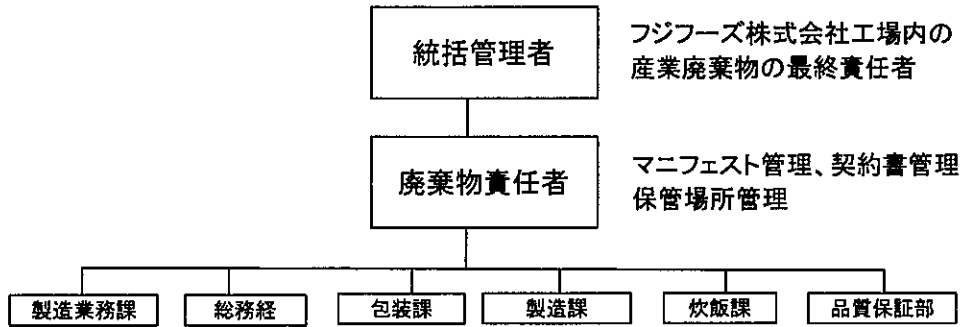 統括管理者
フジフーズ株式会社工場内の
産業廃棄物の最終責任者
廃棄物責任者
マニフェスト管理、契約書管理
保管場所管理
製造業務課
総務経
包装課
製造課
炊飯課
品質保証部